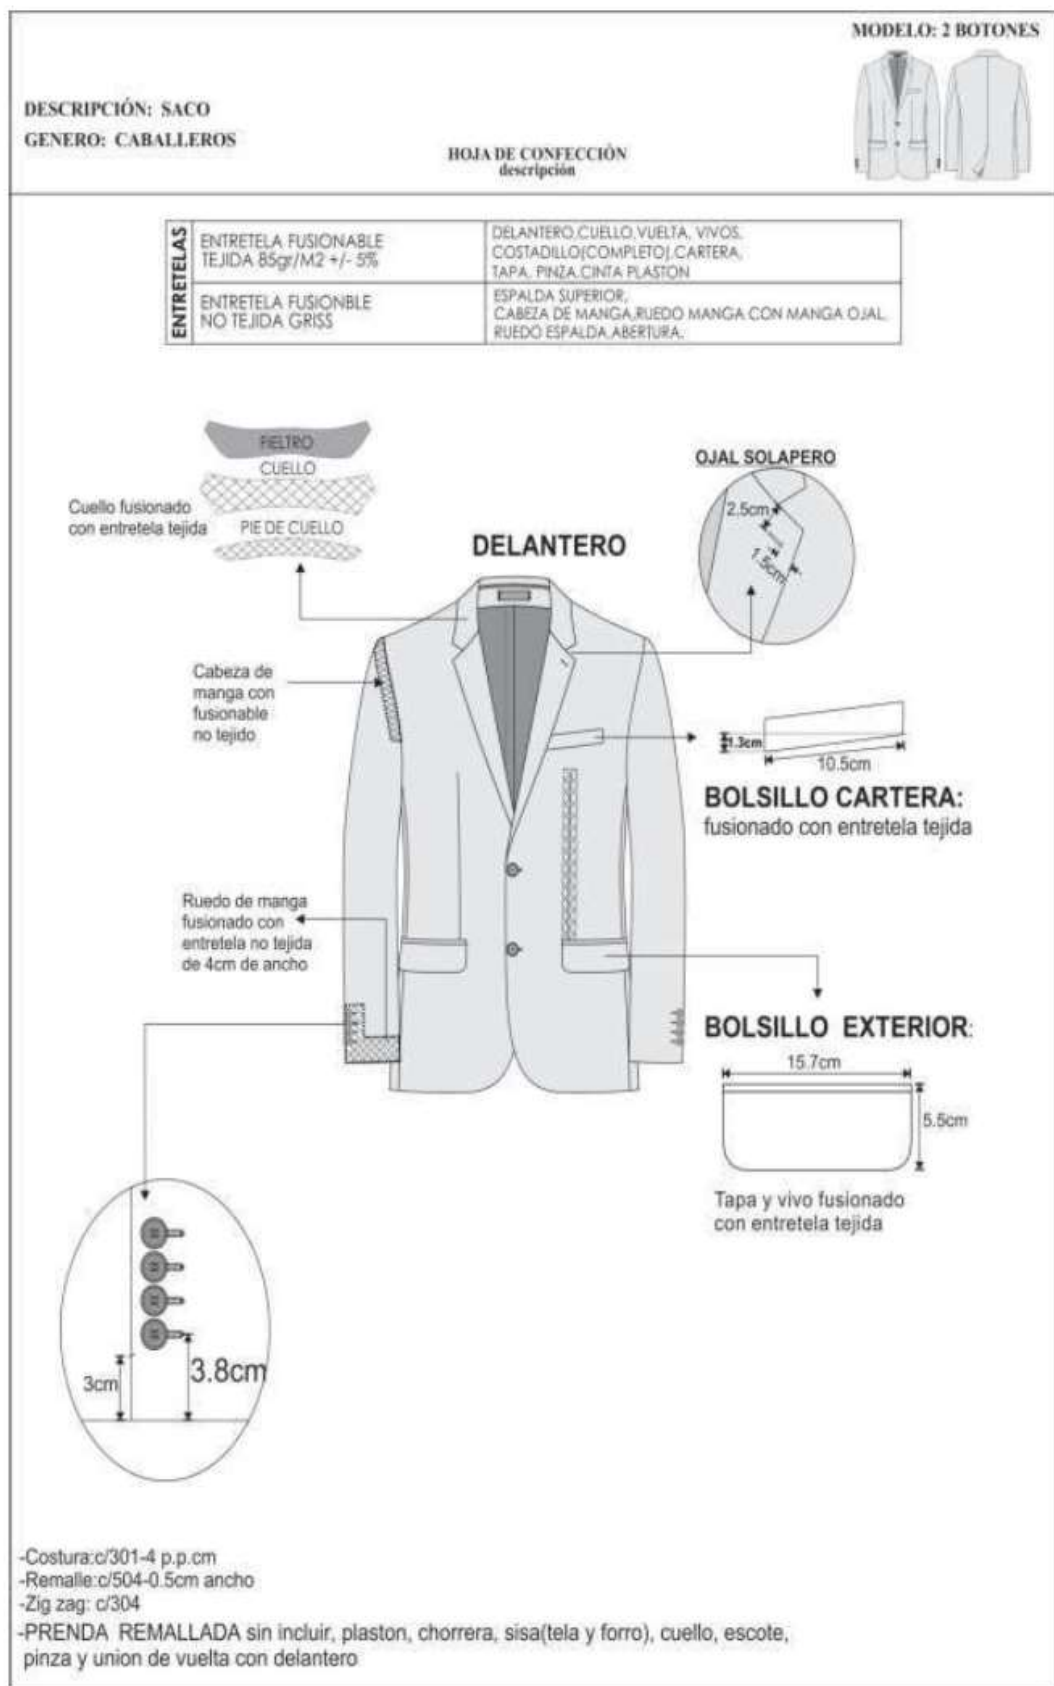 MODELO: 2 BOTONES
DESCRIPCIÓN: SACO
GENERO: CABALLEROS
HOJA DE CONFECCIÓN
descripción
ENTRETELAS
ENTRETELA FUSIONABLE
TEJIDA 85gr/M2 +/- 5%
DELANTERO,CUELLO,VUELTA, VIVOS,
COSTADILLO(COMPLETO),CARTERA,
TAPA, PINZA,CINTA PLASTON
ENTRETELA FUSIONBLE
NO TEJIDA GRISS
ESPALDA SUPERIOR,
CABEZA DE MANGA,RUEDO MANGA CON MANGA OJAL,
RUEDO ESPALDA,ABERTURA.
FIELTRO
CUELLO
Cuello fusionado
con entretela tejida
PIE DE CUELLO
OJAL SOLAPERO
2.5cm
1.5cm
DELANTERO
Cabeza de
manga con
fusionable
no tejido
1.3cm
10.5cm
BOLSILLO CARTERA:
fusionado con entretela tejida
Ruedo de manga
fusionado con
entretela no tejida
de 4cm de ancho
BOLSILLO EXTERIOR:
15.7cm
5.5cm
Tapa y vivo fusionado
con entretela tejida
3cm
3.8cm
-Costura:c/301-4 p.p.cm
-Remalle:c/504-0.5cm ancho
-Zig zag: c/304
-PRENDA REMALLADA sin incluir, plaston, chorrera, sisa(tela y forro), cuello, escote,
pinza y union de vuelta con delantero